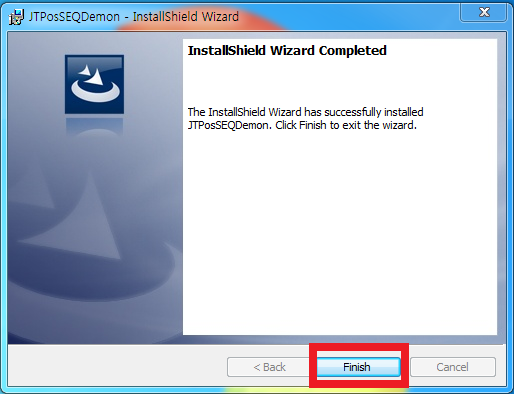 JTPosSEQDemon - InstallShield Wizard
InstallShield Wizard Completed
The InstallShield Wizard has successfully installed
JTPosSEQDemon. Click Finish to exit the wizard.
< Back
Finish
Cancel